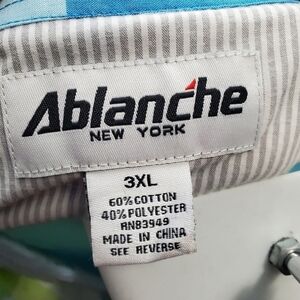 Ablanche
NEW YORK
3XL
60% COTTON
40% POLYESTER
RN83949
MADE IN CHINA
SEE REVERSE